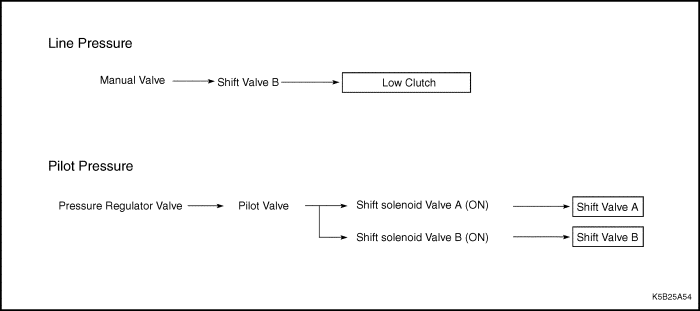 Line Pressure
Manual Valve Shift Valve B Low Clutch
Pilot Pressure
Pressure Regulator Valve Pilot Valve Shift solenoid Valve A (ON) Shift Valve A
Shift solenoid Valve B (ON) Shift Valve B
K5B25A54